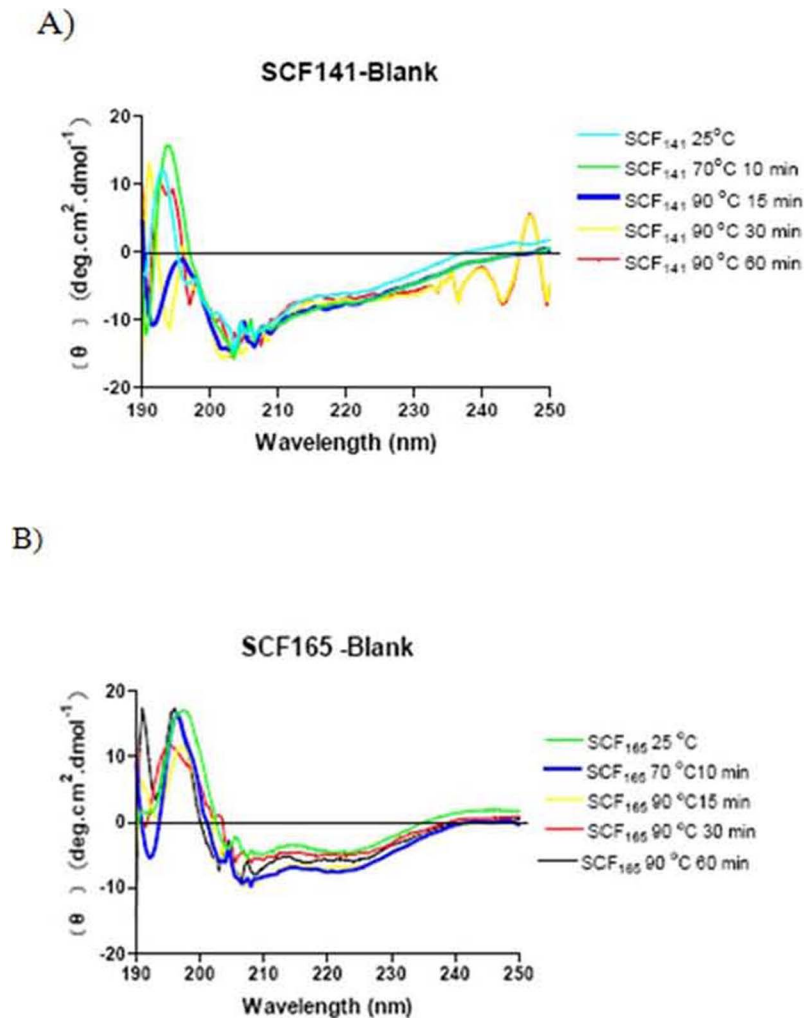 A)
SCF141-Blank
SCF₁₄₁ 25°C
SCF₁₄₁ 70°C 10 min
SCF₁₄₁ 90 °C 15 min
SCF₁₄₁ 90 °C 30 min
SCF₁₄₁ 90 °C 60 min
20
10
0
-10
-20
(θ) (deg.cm².dmol⁻¹)
190 200 210 220 230 240 250
Wavelength (nm)
B)
SCF165 -Blank
SCF₁₆₅ 25 °C
SCF₁₆₅ 70 °C10 min
SCF₁₆₅ 90 °C15 min
SCF₁₆₅ 90 °C 30 min
SCF₁₆₅ 90 °C 60 min
20
10
0
-10
-20
(θ) (deg.cm².dmol⁻¹)
190 200 210 220 230 240 250
Wavelength (nm)